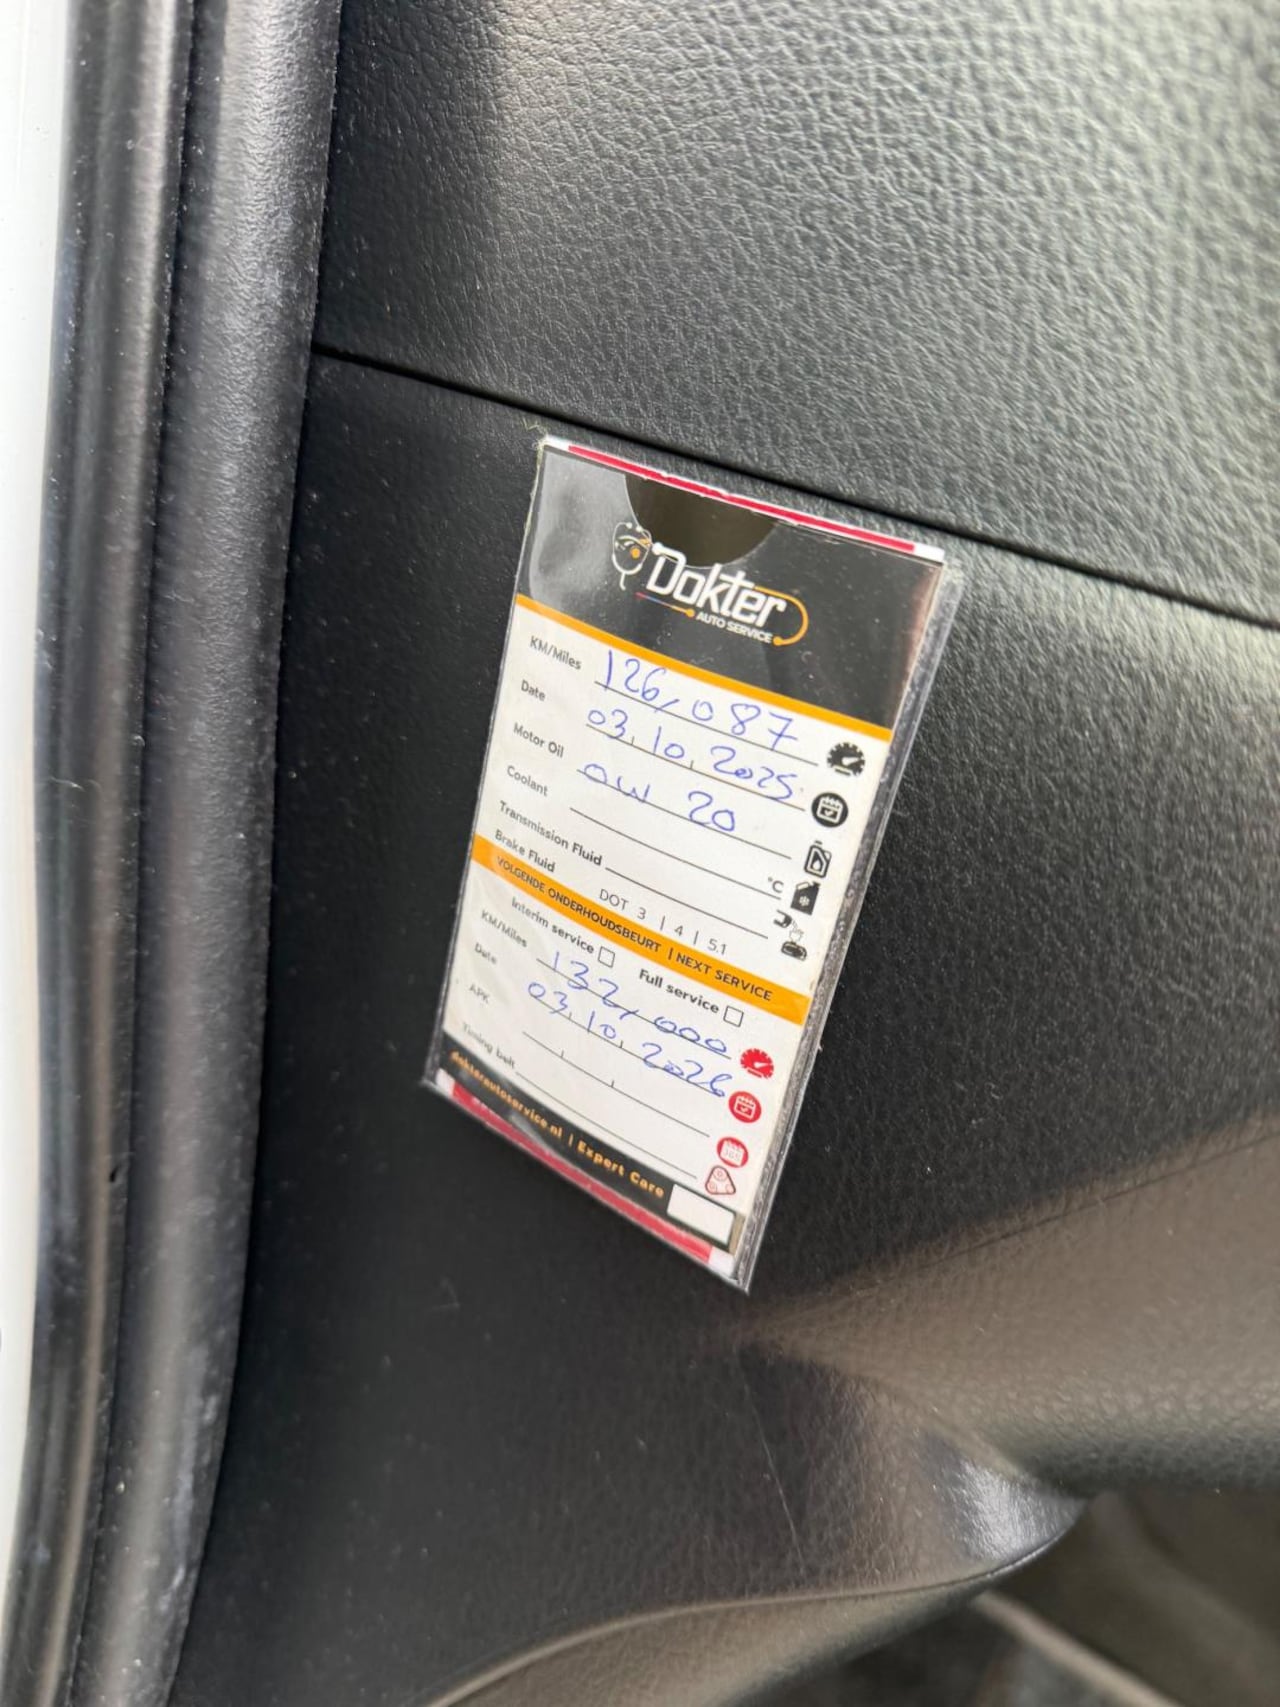 Dokter
AUTO SERVICE
KM/Miles 126,087
Date 03.10.2025
Motor Oil 0W 20
Coolant °C
Transmission Fluid
Brake Fluid DOT 3 | 4 | 5.1
VOLGENDE ONDERHOUDSBEURT | NEXT SERVICE
Interim service Full service
KM/Miles 132,000
Date 03.10.2026
APK
Timing belt
dokterautoservice.nl | Expert Care